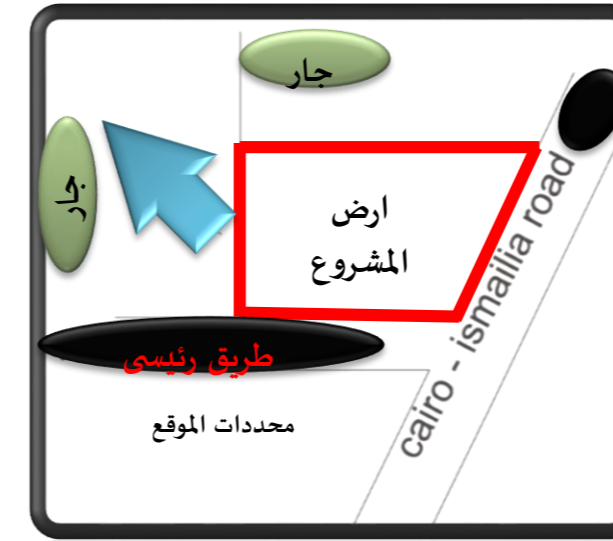 جار
جار
ارض
المشروع
cairo - ismailia road
طريق رئيسى
محددات الموقع